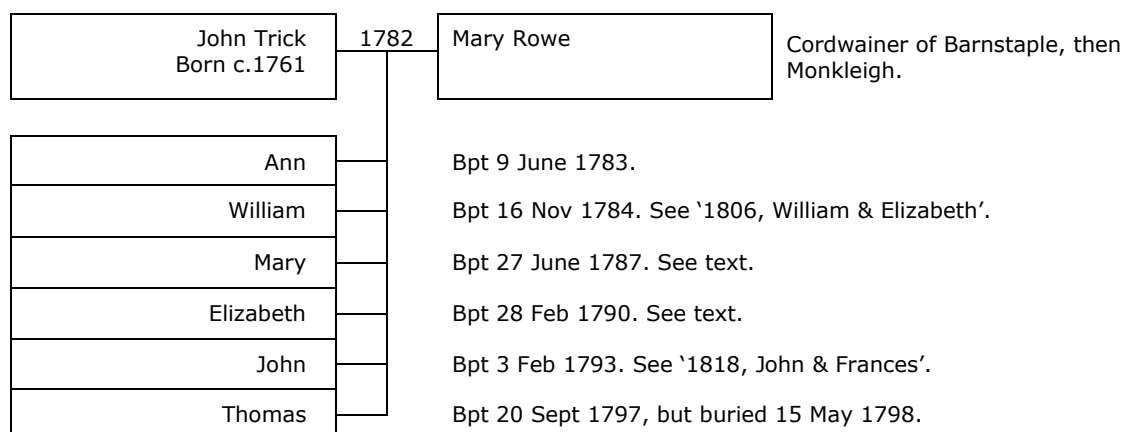 John Trick 1782 Mary Rowe
Born c.1761
Cordwainer of Barnstaple, then
Monkleigh.
Ann Bpt 9 June 1783.
William Bpt 16 Nov 1784. See ‘1806, William & Elizabeth’.
Mary Bpt 27 June 1787. See text.
Elizabeth Bpt 28 Feb 1790. See text.
John Bpt 3 Feb 1793. See ‘1818, John & Frances’.
Thomas Bpt 20 Sept 1797, but buried 15 May 1798.